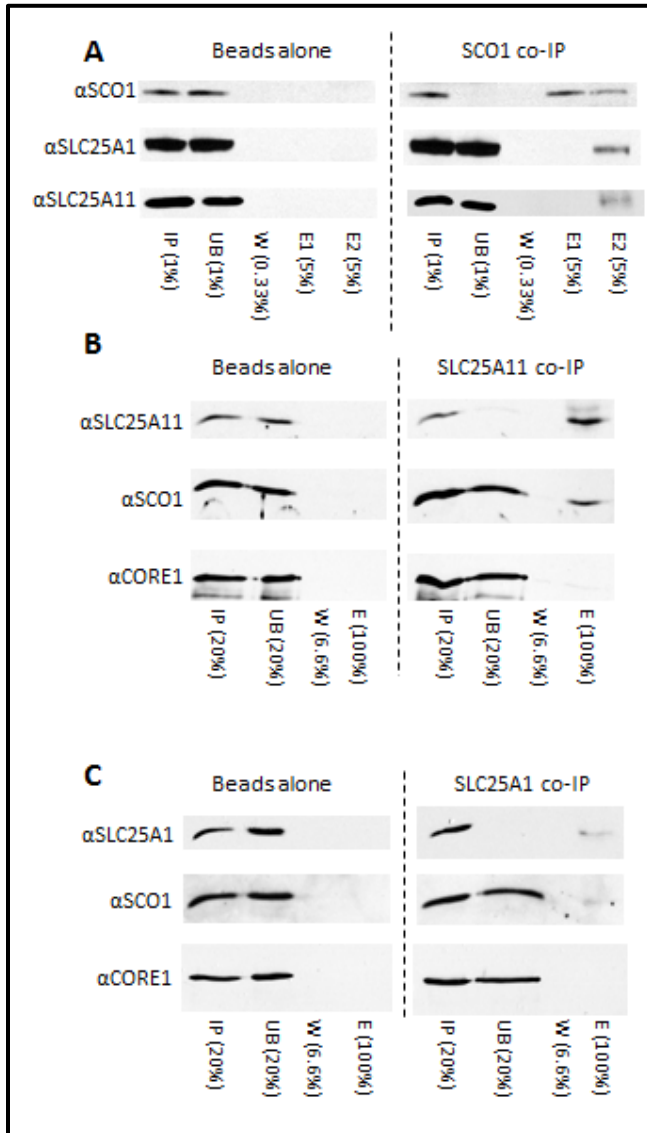 A
Beads alone SCO1 co-IP
αSCO1
αSLC25A1
αSLC25A11
IP (1%) UB (1%) W (0.33%) E1 (5%) E2 (5%) IP (1%) UB (1%) W (0.33%) E1 (5%) E2 (5%)
B
Beads alone SLC25A11 co-IP
αSLC25A11
αSCO1
αCORE1
IP (20%) UB (20%) W (6.6%) E (100%) IP (20%) UB (20%) W (6.6%) E (100%)
C
Beads alone SLC25A1 co-IP
αSLC25A1
αSCO1
αCORE1
IP (20%) UB (20%) W (6.6%) E (100%) IP (20%) UB (20%) W (6.6%) E (100%)